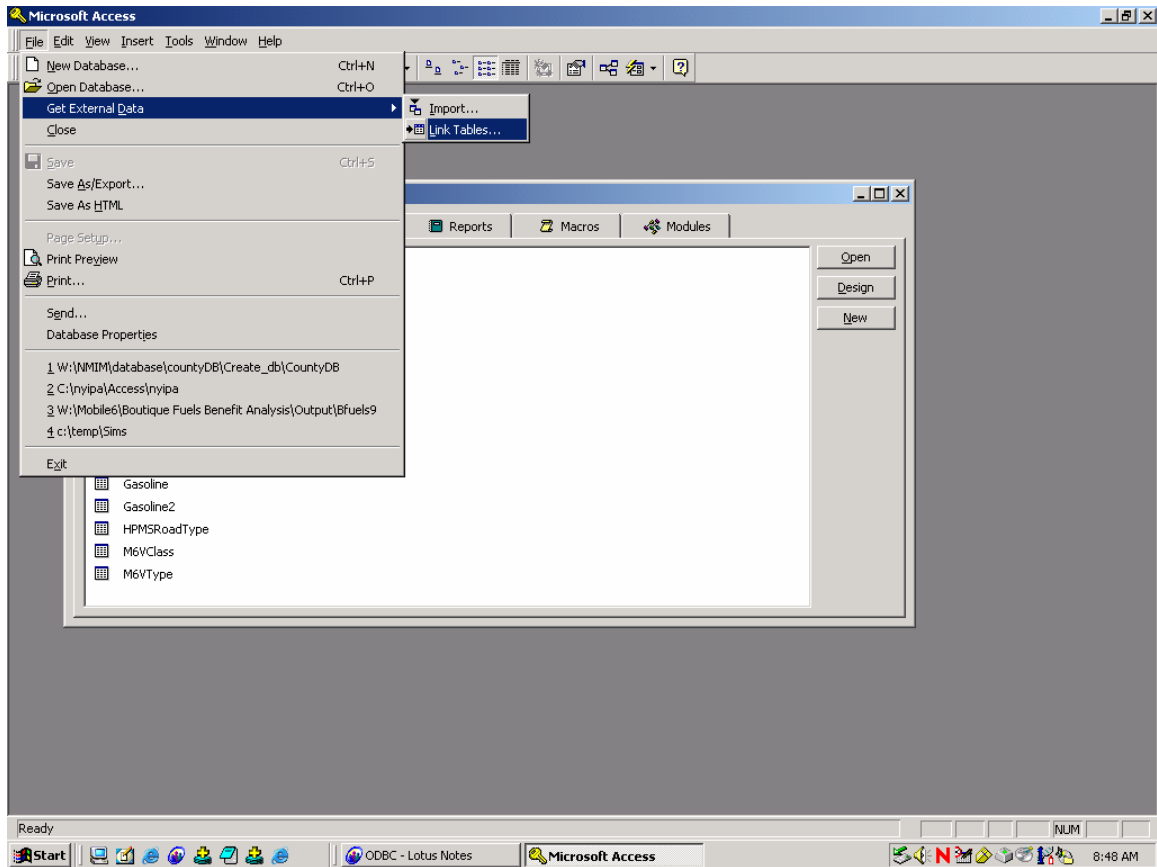 Microsoft Access
File Edit View Insert Tools Window Help
New Database... Ctrl+N
Open Database... Ctrl+O
Get External Data
Import...
Close
Link Tables...
Save Ctrl+S
Save As/Export...
Save As HTML
Reports Macros Modules
Page Setup...
Print Preview
Open
Print... Ctrl+P
Design
Send...
New
Database Properties
1 W:\NMIM\database\countyDB\Create_db\CountyDB
2 C:\nyipa\Access\nyipa
3 W:\Mobile6\Boutique Fuels Benefit Analysis\Output\Bfuels9
4 c:\temp\Sims
Exit
Gasoline
Gasoline2
HPMSRoadType
M6VClass
M6VType
Ready NUM
Start ODBC - Lotus Notes Microsoft Access N 8:48 AM